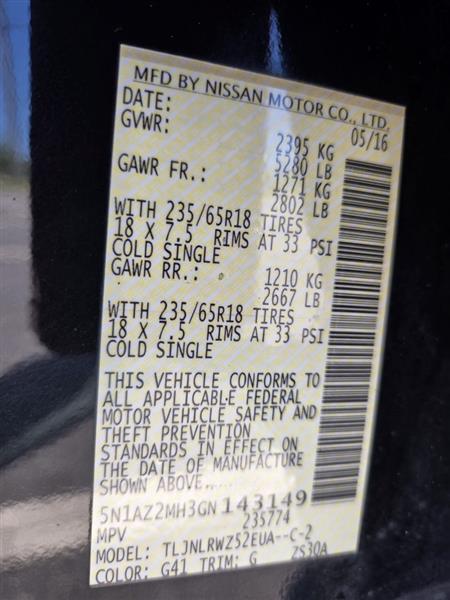 MFD BY NISSAN MOTOR CO., LTD.
DATE: 05/16
GVWR: 2395 KG
5280 LB
GAWR FR.: 1271 KG
2802 LB
WITH 235/65R18 TIRES
18 X 7.5 RIMS AT 33 PSI
COLD SINGLE
GAWR RR.: 1210 KG
2667 LB
WITH 235/65R18 TIRES
18 X 7.5 RIMS AT 33 PSI
COLD SINGLE
THIS VEHICLE CONFORMS TO
ALL APPLICABLE FEDERAL
MOTOR VEHICLE SAFETY AND
THEFT PREVENTION
STANDARDS IN EFFECT ON
THE DATE OF MANUFACTURE
SHOWN ABOVE...
5N1AZ2MH3GN143149
MPV 235774
MODEL: TLJNLRWZ52EUA--C-2
COLOR: G41 TRIM: G ZS30A